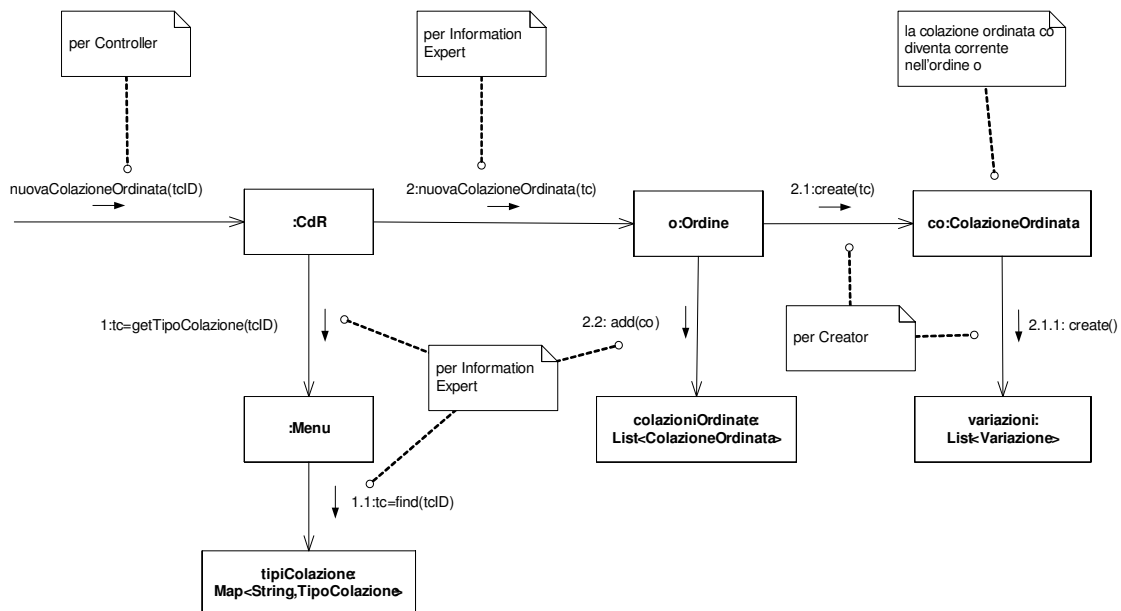 per Controller
per Information
Expert
la colazione ordinata co
diventa corrente
nell'ordine o
nuovaColazioneOrdinata(tcID)
2:nuovaColazioneOrdinata(tc)
2.1:create(tc)
:CdR
o:Ordine
co:ColazioneOrdinata
1:tc=getTipoColazione(tcID)
2.2: add(co)
per Creator
2.1.1: create()
per Information
Expert
:Menu
colazioniOrdinate:
List<ColazioneOrdinata>
variazioni:
List<Variazione>
1.1:tc=find(tcID)
tipiColazione:
Map<String,TipoColazione>